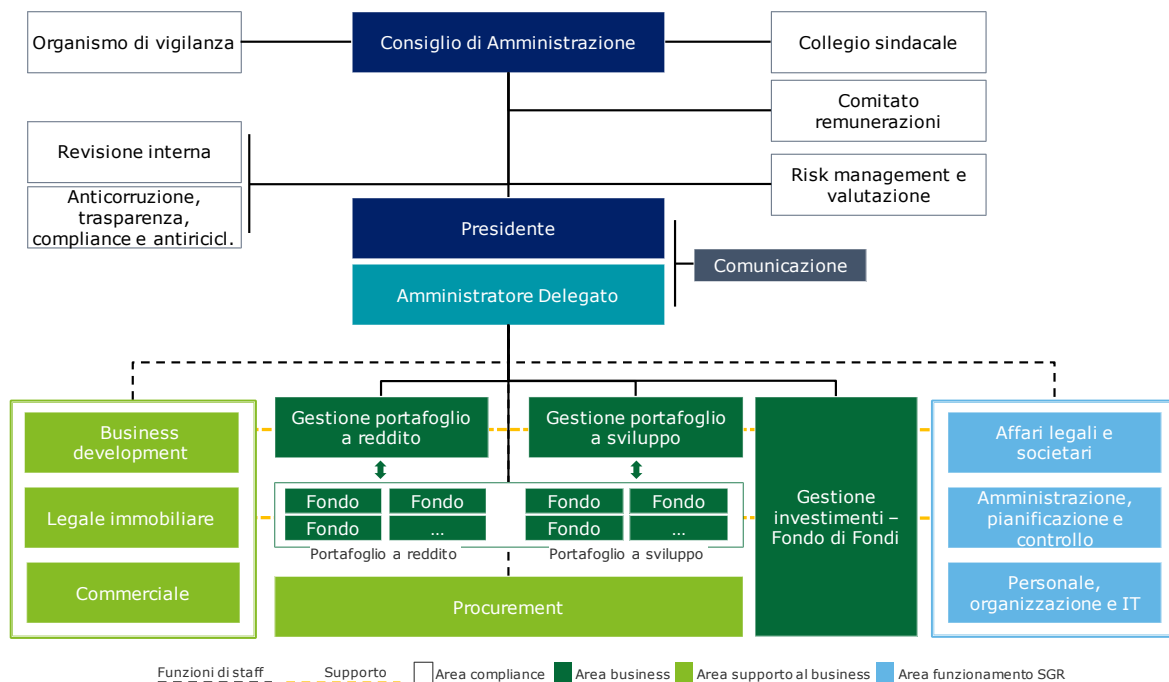 Organismo di vigilanza
Consiglio di Amministrazione
Collegio sindacale
Comitato
remunerazioni
Revisione interna
Anticorruzione,
trasparenza,
compliance e antiricicl.
Risk management e
valutazione
Presidente
Comunicazione
Amministratore Delegato
Business
development
Legale immobiliare
Commerciale
Gestione portafoglio
a reddito
Gestione portafoglio
a sviluppo
Fondo
Fondo
Fondo
...
Portafoglio a reddito
Fondo
Fondo
Fondo
...
Portafoglio a sviluppo
Procurement
Gestione
investimenti –
Fondo di Fondi
Affari legali e
societari
Amministrazione,
pianificazione e
controllo
Personale,
organizzazione e IT
Funzioni di staff
Supporto
Area compliance
Area business
Area supporto al business
Area funzionamento SGR